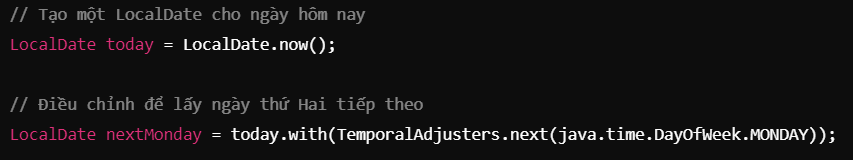 // Tạo một LocalDate cho ngày hôm nay
LocalDate today = LocalDate.now();
// Điều chỉnh để lấy ngày thứ Hai tiếp theo
LocalDate nextMonday = today.with(TemporalAdjusters.next(java.time.DayOfWeek.MONDAY));